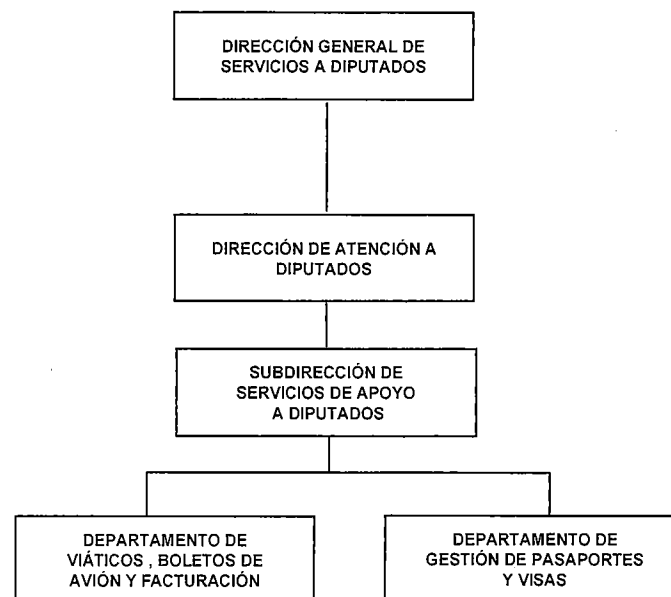 DIRECCIÓN GENERAL DE
SERVICIOS A DIPUTADOS
DIRECCIÓN DE ATENCIÓN A
DIPUTADOS
SUBDIRECCIÓN DE
SERVICIOS DE APOYO
A DIPUTADOS
DEPARTAMENTO DE
VIÁTICOS , BOLETOS DE
AVIÓN Y FACTURACIÓN
DEPARTAMENTO DE
GESTIÓN DE PASAPORTES
Y VISAS